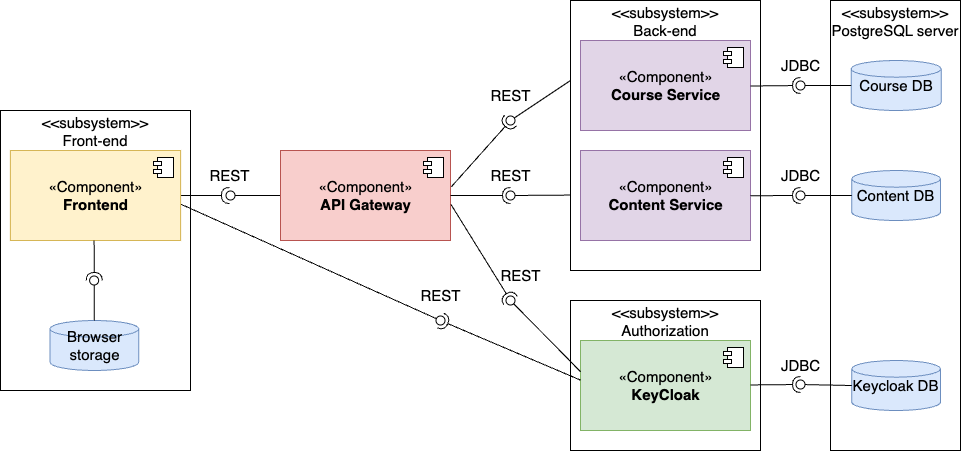 <<subsystem>>
Front-end
«Component»
Frontend
Browser
storage
REST
«Component»
API Gateway
REST
REST
REST
REST
<<subsystem>>
Back-end
«Component»
Course Service
«Component»
Content Service
<<subsystem>>
Authorization
«Component»
KeyCloak
JDBC
JDBC
JDBC
<<subsystem>>
PostgreSQL server
Course DB
Content DB
Keycloak DB